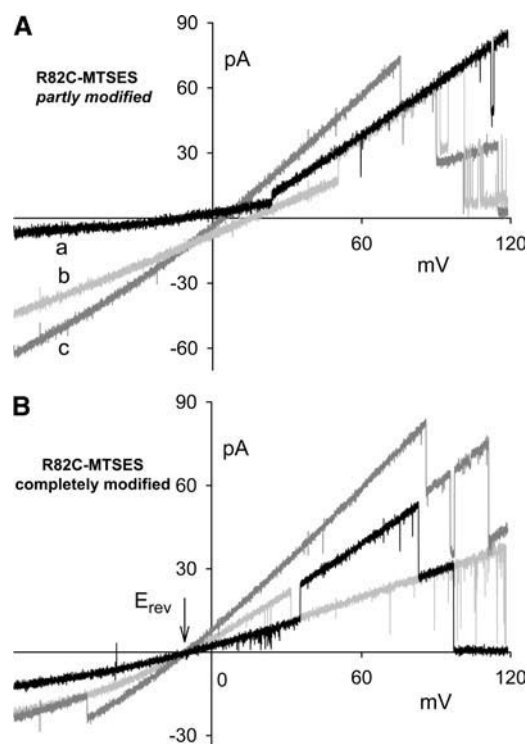 A
90
R82C-MTSES
partly modified
pA
60
30
a
b
c
60
120
mV
-30
-60
B
90
R82C-MTSES
completely modified
pA
60
30
Erev
0
60
120
mV
-30